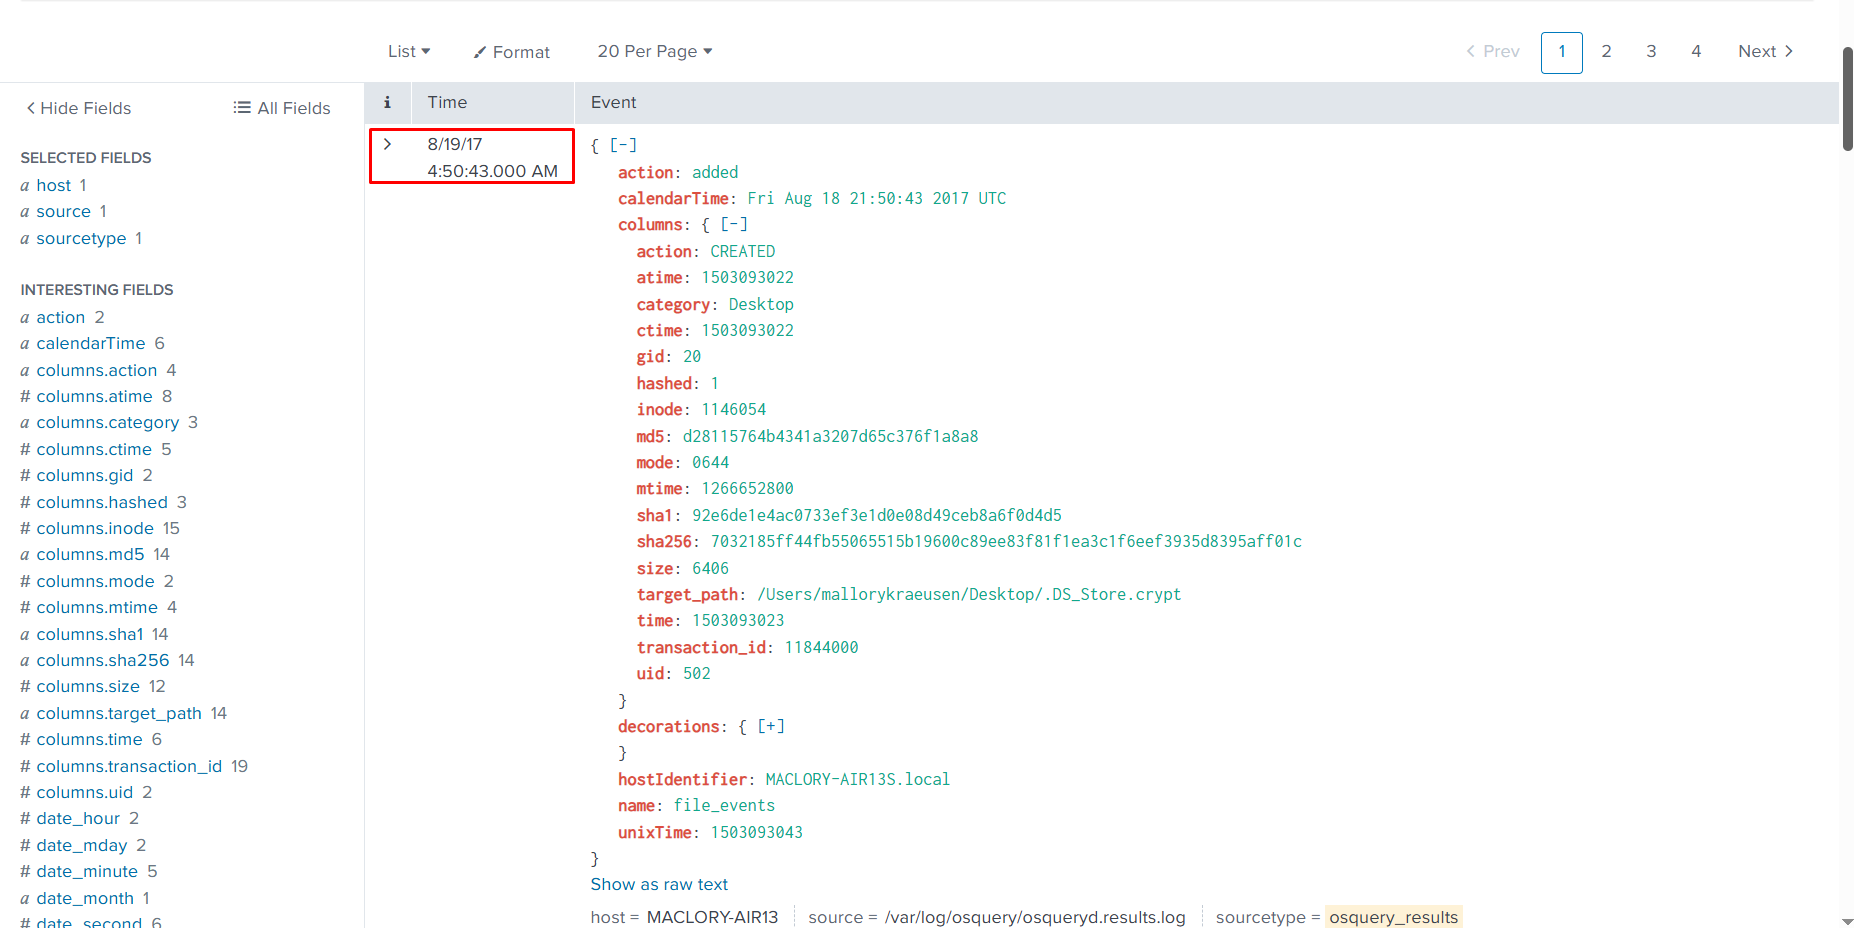 List
Format
20 Per Page
Prev
1
2
3
4
Next
Hide Fields
All Fields
i
Time
Event
SELECTED FIELDS
a host 1
a source 1
a sourcetype 1
INTERESTING FIELDS
a action 2
a calendarTime 6
a columns.action 4
# columns.atime 8
a columns.category 3
# columns.ctime 5
# columns.gid 2
# columns.hashed 3
# columns.inode 15
a columns.md5 14
# columns.mode 2
# columns.mtime 4
a columns.sha1 14
a columns.sha256 14
# columns.size 12
a columns.target_path 14
# columns.time 6
# columns.transaction_id 19
# columns.uid 2
# date_hour 2
# date_mday 2
# date_minute 5
a date_month 1
# date_second 6
8/19/17
4:50:43.000 AM
{ [-]
action: added
calendarTime: Fri Aug 18 21:50:43 2017 UTC
columns: { [-]
action: CREATED
atime: 1503093022
category: Desktop
ctime: 1503093022
gid: 20
hashed: 1
inode: 1146054
md5: d28115764b4341a3207d65c376f1a8a8
mode: 0644
mtime: 1266652800
sha1: 92e6de1e4ac0733ef3e1d0e08d49ceb8a6f0d4d5
sha256: 7032185ff44fb55065515b19600c89ee83f81f1ea3c1f6eef3935d8395aff01c
size: 6406
target_path: /Users/mallorykraeusen/Desktop/.DS_Store.crypt
time: 1503093023
transaction_id: 11844000
uid: 502
}
decorations: { [+]
}
hostIdentifier: MACLORY-AIR13S.local
name: file_events
unixTime: 1503093043
}
Show as raw text
host = MACLORY-AIR13
source = /var/log/osquery/osqueryd.results.log
sourcetype = osquery_results